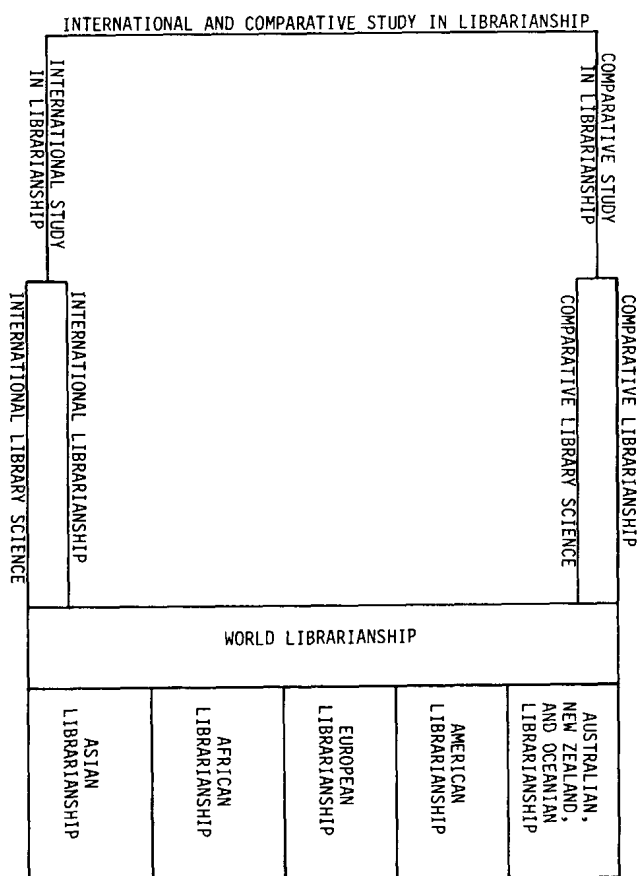 INTERNATIONAL AND COMPARATIVE STUDY IN LIBRARIANSHIP
INTERNATIONAL STUDY
IN LIBRARIANSHIP
COMPARATIVE STUDY
IN LIBRARIANSHIP
INTERNATIONAL LIBRARY SCIENCE
INTERNATIONAL LIBRARIANSHIP
COMPARATIVE LIBRARY SCIENCE
COMPARATIVE LIBRARIANSHIP
WORLD LIBRARIANSHIP
ASIAN
LIBRARIANSHIP
AFRICAN
LIBRARIANSHIP
EUROPEAN
LIBRARIANSHIP
AMERICAN
LIBRARIANSHIP
AUSTRALIAN,
NEW ZEALAND,
AND OCEANIAN
LIBRARIANSHIP